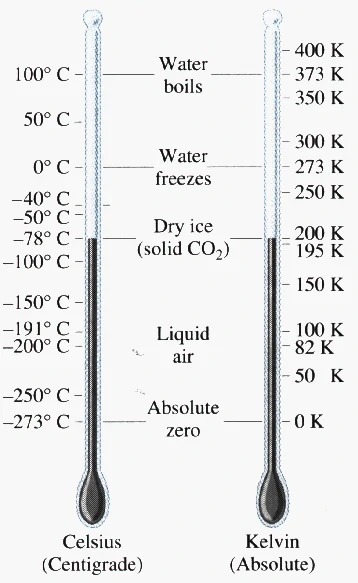 400 K
100° C
Water
boils
373 K
350 K
50° C
300 K
0° C
Water
freezes
273 K
–40° C
250 K
–50° C
–78° C
Dry ice
(solid CO₂)
200 K
195 K
–100° C
–150° C
150 K
–191° C
Liquid
air
100 K
–200° C
82 K
50 K
–250° C
–273° C
Absolute
zero
0 K
Celsius
(Centigrade)
Kelvin
(Absolute)